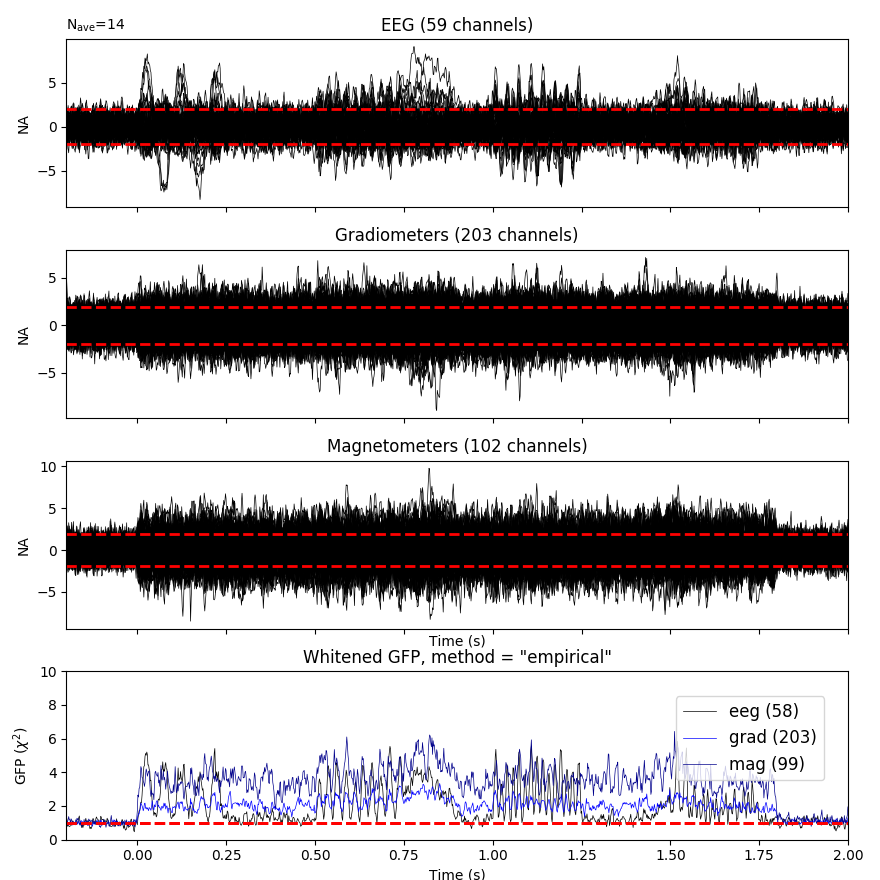 N_ave=14
EEG (59 channels)
5
0
−5
NA
Gradiometers (203 channels)
5
0
−5
NA
Magnetometers (102 channels)
10
5
0
−5
NA
Time (s)
Whitened GFP, method = "empirical"
10
8
6
4
2
0
GFP (χ²)
eeg (58)
grad (203)
mag (99)
0.00 0.25 0.50 0.75 1.00 1.25 1.50 1.75 2.00
Time (s)